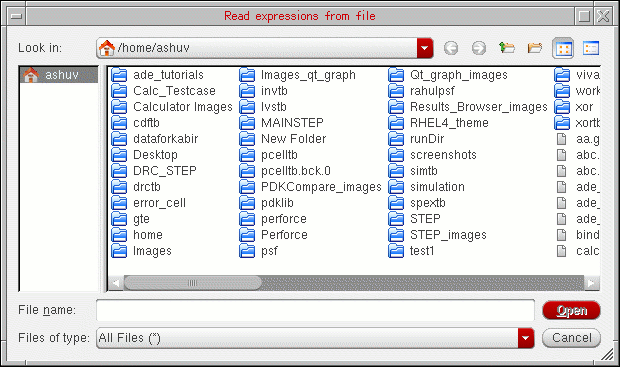 Read expressions from file
Look in:
/home/ashuv
ashuv
ade_tutorials
Calc_Testcase
Calculator Images
cdftb
dataforkabir
Desktop
DRC_STEP
drctb
error_cell
gte
home
Images
Images_qt_graph
invtb
lvstb
MAINSTEP
New Folder
pcelltb
pcelltb.bck.0
PDKCompare_images
pdklib
perforce
Perforce
psf
Qt_graph_images
rahulpsf
Results_Browser_images
RHEL4_theme
runDir
screenshots
simtb
simulation
spextb
STEP
STEP_images
test1
viva
work
xor
xortb
aa.g
abc.
abc.
ade_
ade_
ade_
bind
calc
File name:
Open
Files of type:
All Files (*)
Cancel